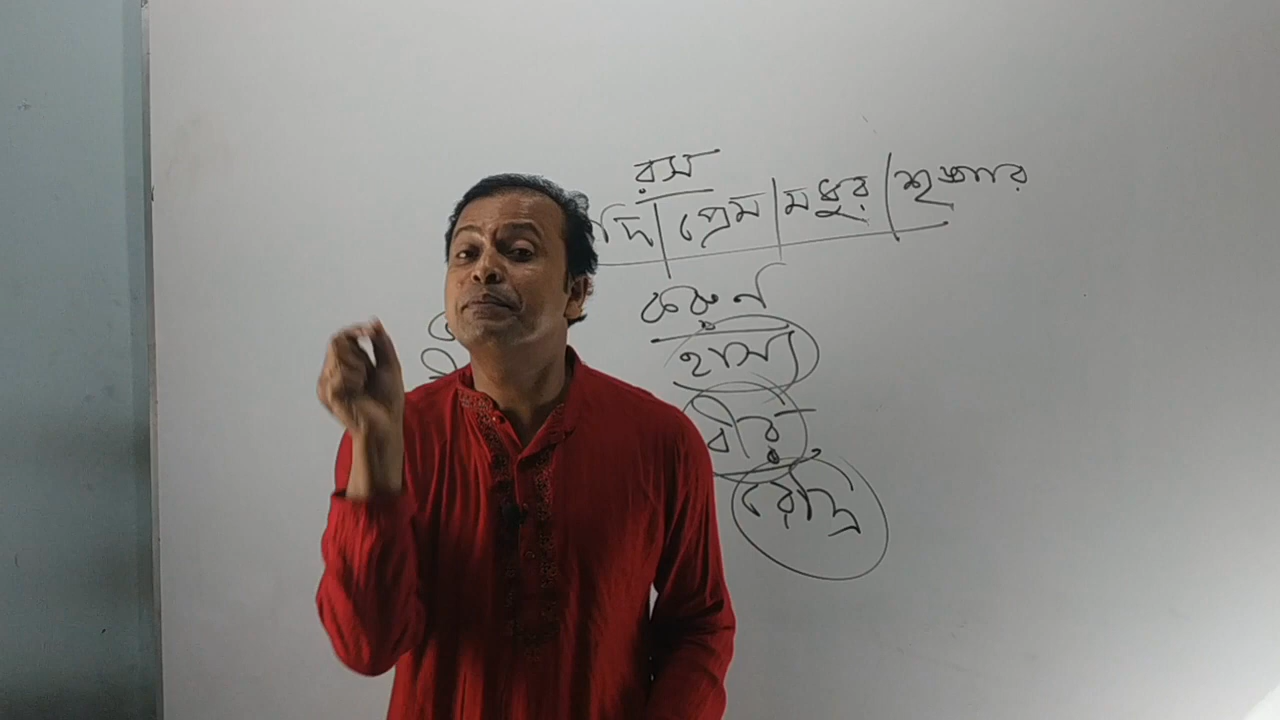 রস
দি | প্রেম | মধুর | শৃঙ্গার
করুণ
হাস্য
বীর
রৌদ্র